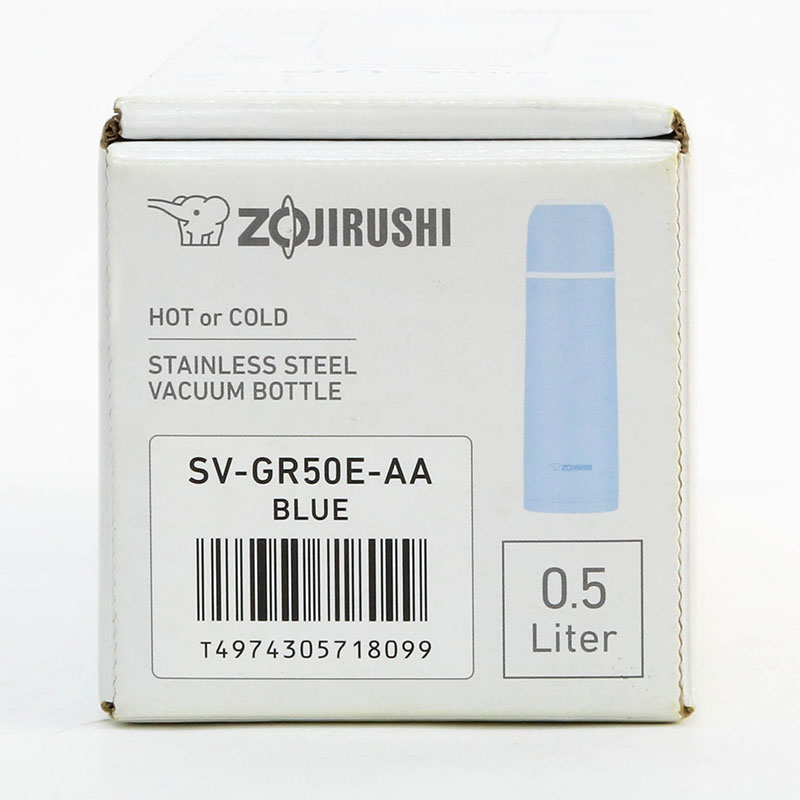 ZOJIRUSHI
HOT or COLD
STAINLESS STEEL
VACUUM BOTTLE
SV-GR50E-AA
BLUE
T4974305718099
ZOJIRUSHI
0.5
Liter